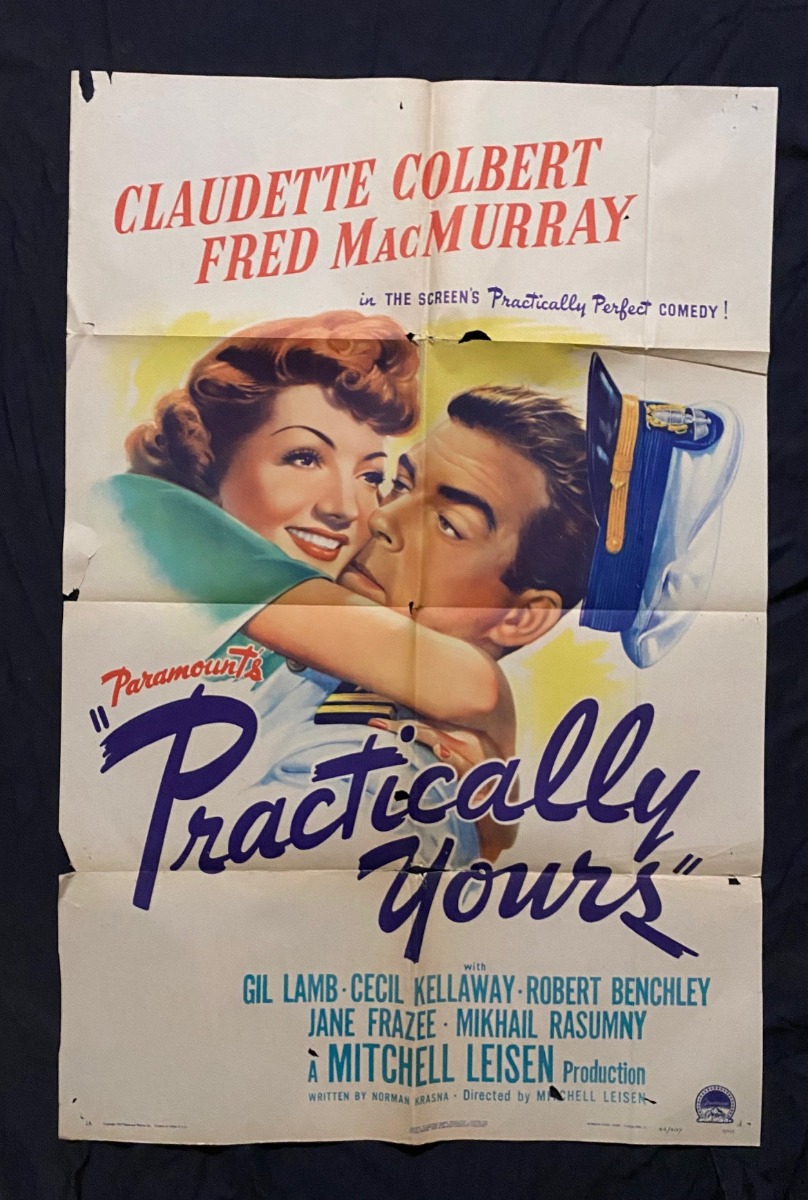 CLAUDETTE COLBERT
FRED MACMURRAY
in THE SCREEN'S Practically Perfect COMEDY!
Paramount's
"Practically
Yours"
with
GIL LAMB · CECIL KELLAWAY · ROBERT BENCHLEY
JANE FRAZEE · MIKHAIL RASUMNY
A MITCHELL LEISEN Production
WRITTEN BY NORMAN KRASNA · Directed by MITCHELL LEISEN